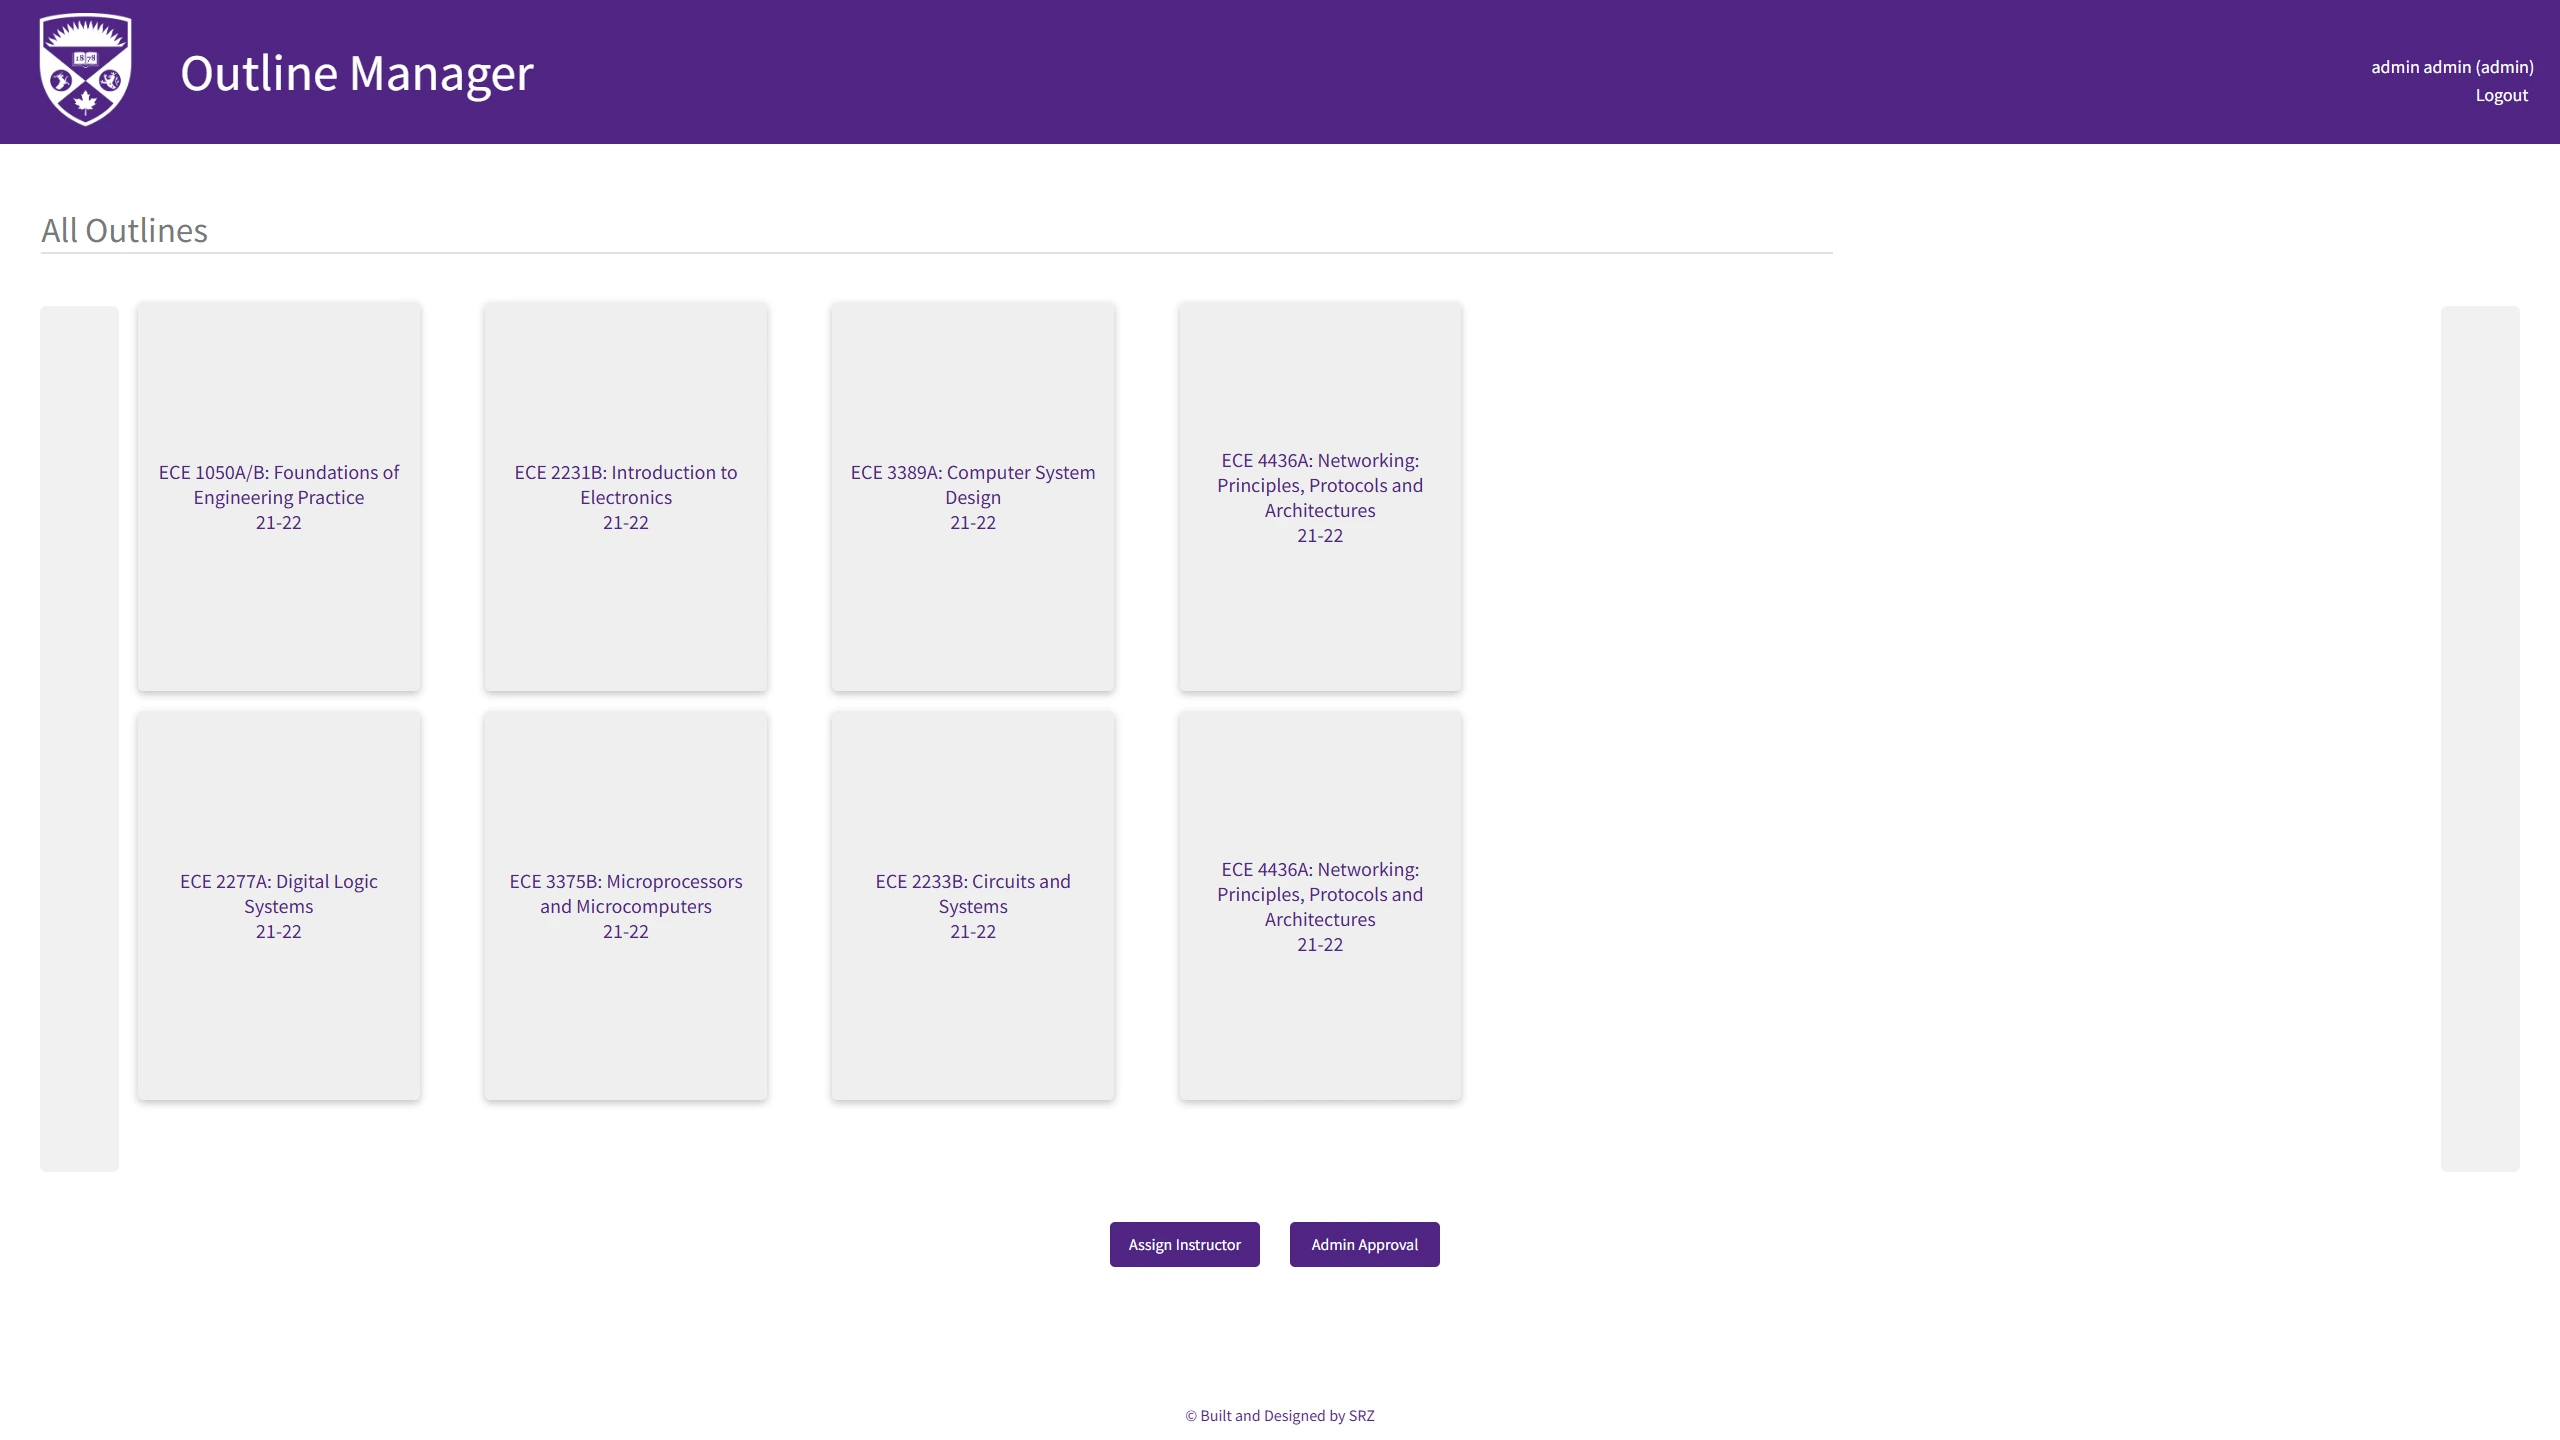 1878
Outline Manager
admin admin (admin)
Logout
All Outlines
ECE 1050A/B: Foundations of
Engineering Practice
21-22
ECE 2231B: Introduction to
Electronics
21-22
ECE 3389A: Computer System
Design
21-22
ECE 4436A: Networking:
Principles, Protocols and
Architectures
21-22
ECE 2277A: Digital Logic
Systems
21-22
ECE 3375B: Microprocessors
and Microcomputers
21-22
ECE 2233B: Circuits and
Systems
21-22
ECE 4436A: Networking:
Principles, Protocols and
Architectures
21-22
Assign Instructor
Admin Approval
© Built and Designed by SRZ